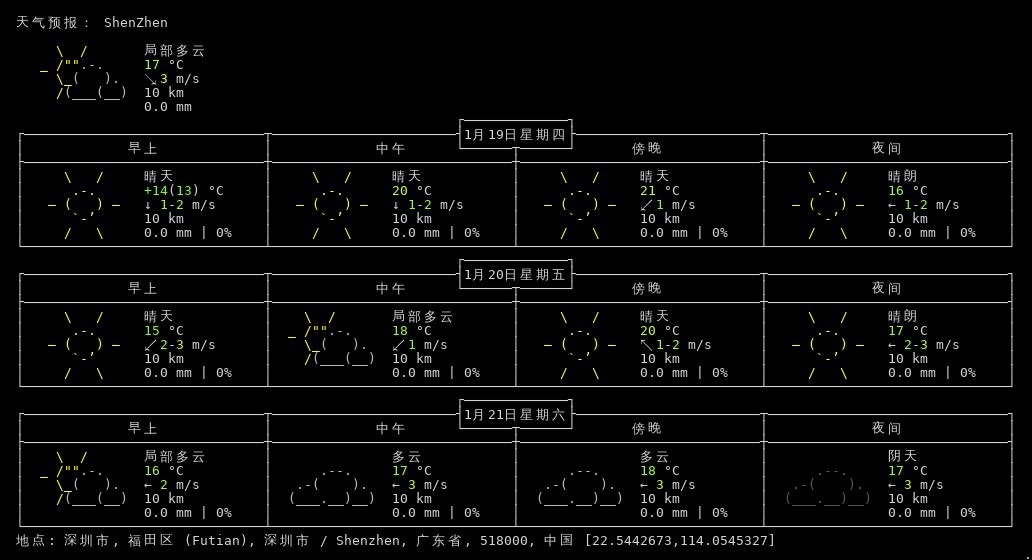 天气预报： ShenZhen
局部多云
17 °C
↘3 m/s
10 km
0.0 mm
1月19日星期四
早上 中午 傍晚 夜间
晴天 晴天 晴天 晴朗
+14(13) °C 20 °C 21 °C 16 °C
↓ 1-2 m/s ↓ 1-2 m/s ↙1 m/s ← 1-2 m/s
10 km 10 km 10 km 10 km
0.0 mm | 0% 0.0 mm | 0% 0.0 mm | 0% 0.0 mm | 0%
1月20日星期五
早上 中午 傍晚 夜间
晴天 局部多云 晴天 晴朗
15 °C 18 °C 20 °C 17 °C
↙2-3 m/s ↙1 m/s ↖1-2 m/s ← 2-3 m/s
10 km 10 km 10 km 10 km
0.0 mm | 0% 0.0 mm | 0% 0.0 mm | 0% 0.0 mm | 0%
1月21日星期六
早上 中午 傍晚 夜间
局部多云 多云 多云 阴天
16 °C 17 °C 18 °C 17 °C
← 2 m/s ← 3 m/s ← 3 m/s ← 3 m/s
10 km 10 km 10 km 10 km
0.0 mm | 0% 0.0 mm | 0% 0.0 mm | 0% 0.0 mm | 0%
地点: 深圳市, 福田区 (Futian), 深圳市 / Shenzhen, 广东省, 518000, 中国 [22.5442673,114.0545327]